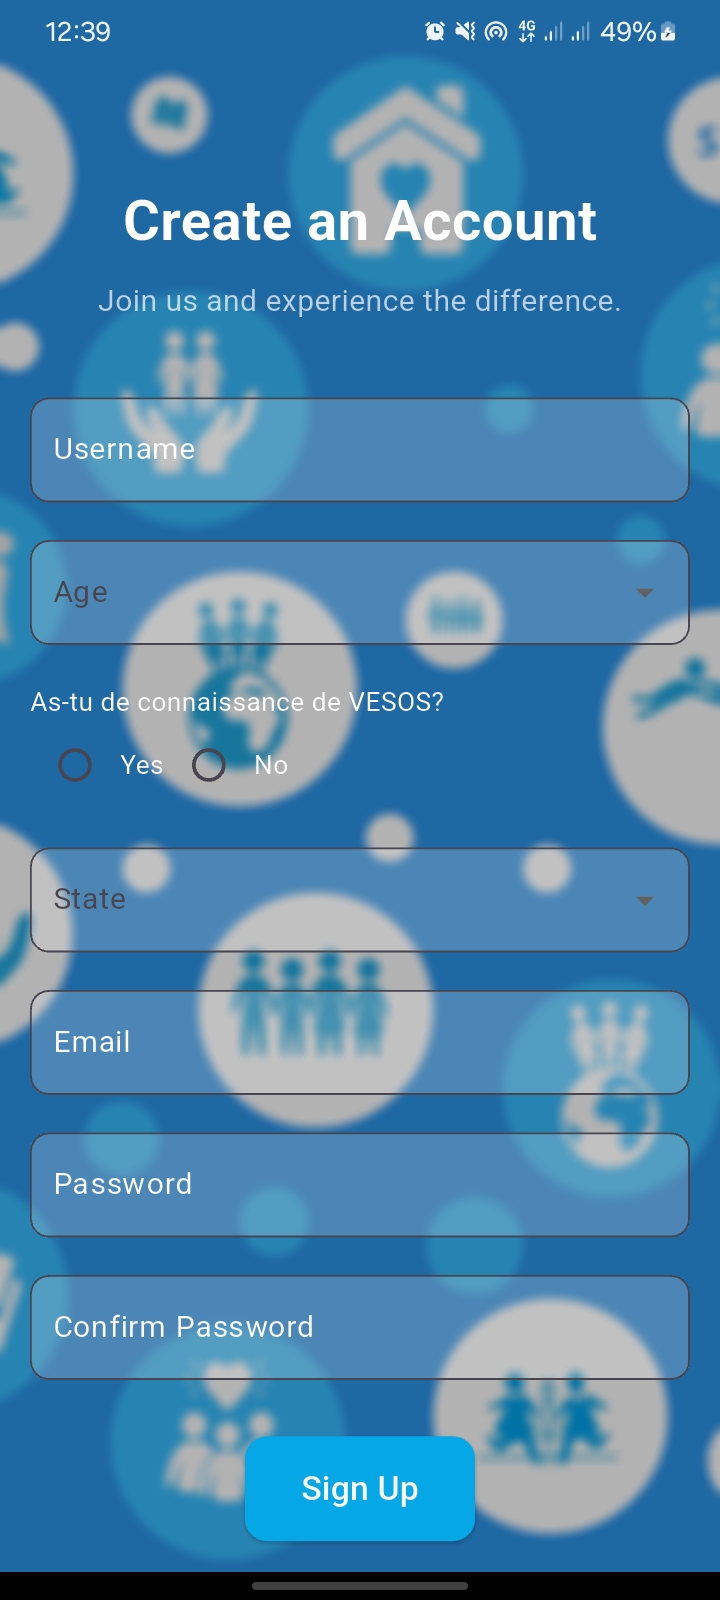 12:39
4G
49%
Create an Account
Join us and experience the difference.
Username
Age
As-tu de connaissance de VESOS?
Yes
No
State
Email
Password
Confirm Password
Sign Up